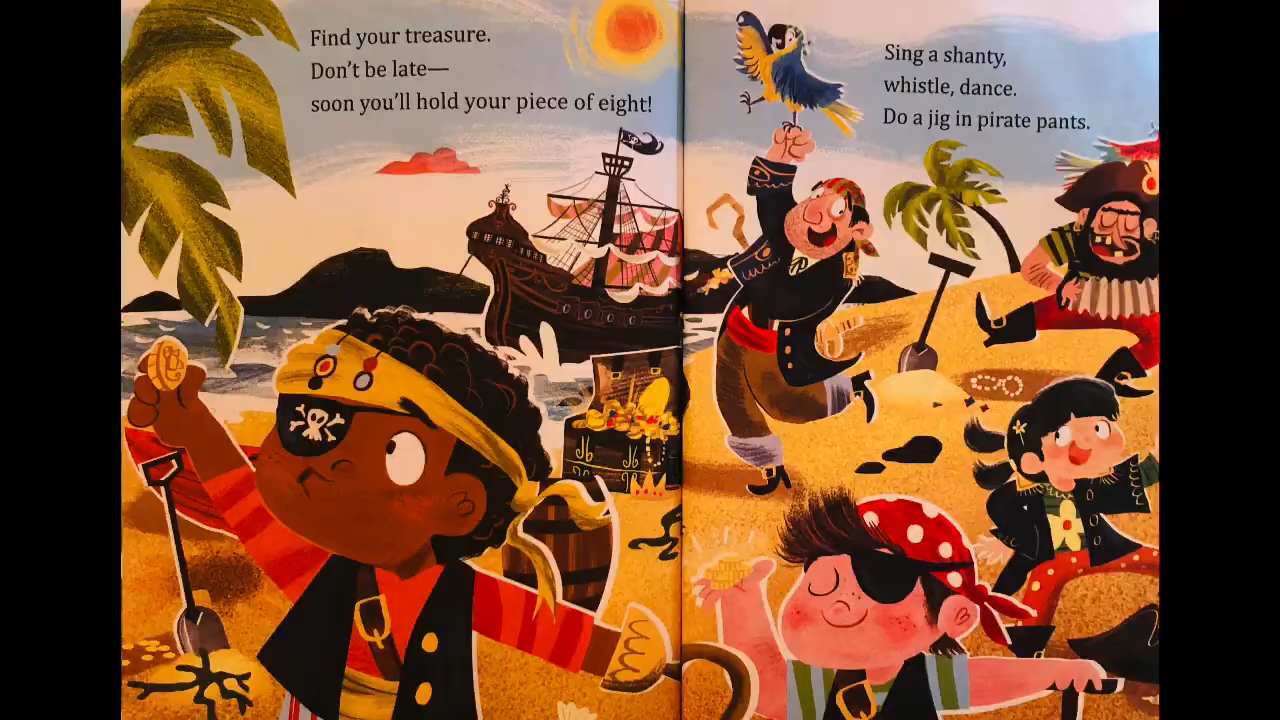 Find your treasure.
Don't be late—
soon you'll hold your piece of eight!
Sing a shanty,
whistle, dance.
Do a jig in pirate pants.